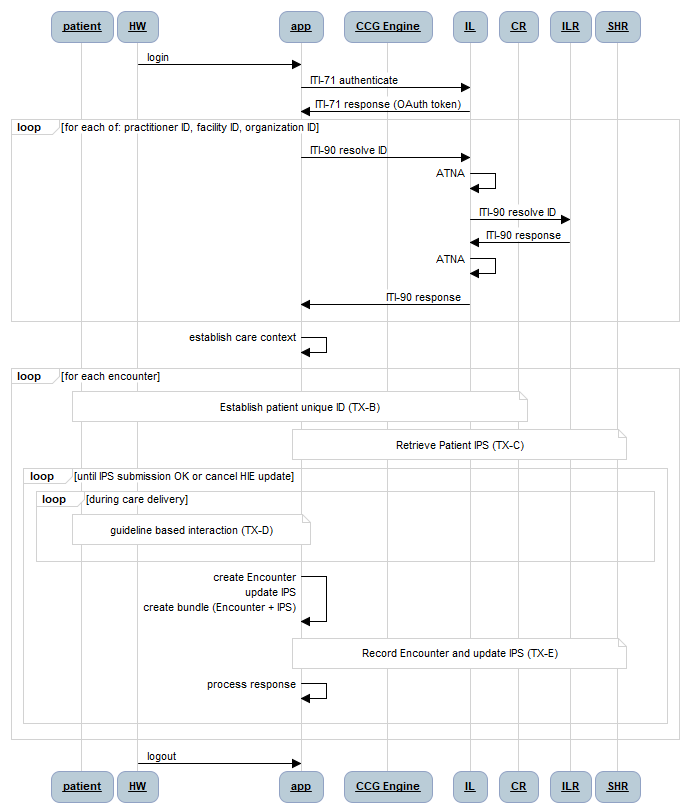 patient HW app CCG Engine IL CR ILR SHR
login
ITI-71 authenticate
ITI-71 response (OAuth token)
loop [for each of: practitioner ID, facility ID, organization ID]
ITI-90 resolve ID
ATNA
ITI-90 resolve ID
ITI-90 response
ATNA
ITI-90 response
establish care context
loop [for each encounter]
Establish patient unique ID (TX-B)
Retrieve Patient IPS (TX-C)
loop [until IPS submission OK or cancel HIE update]
loop [during care delivery]
guideline based interaction (TX-D)
create Encounter
update IPS
create bundle (Encounter + IPS)
Record Encounter and update IPS (TX-E)
process response
logout
patient HW app CCG Engine IL CR ILR SHR